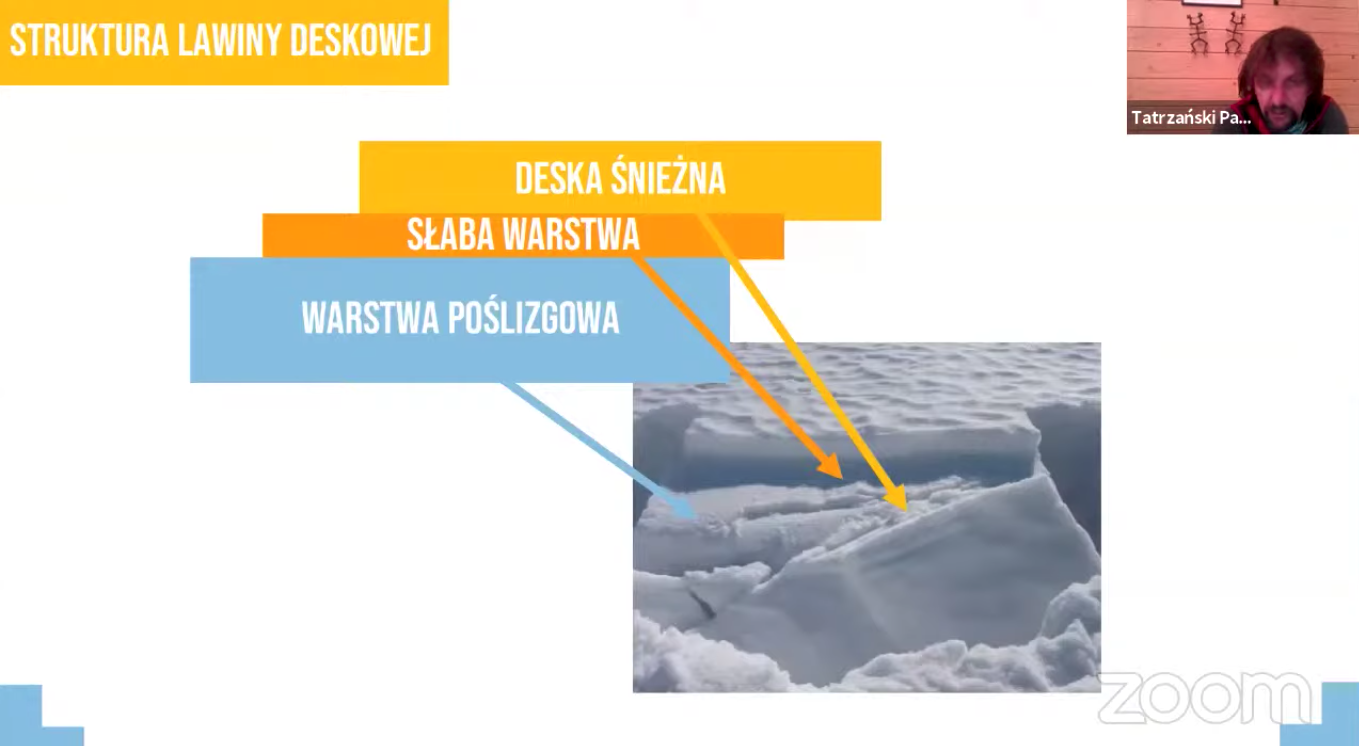 STRUKTURA LAWINY DESKOWEJ
Tatrzański Pa...
DESKA ŚNIEŻNA
SŁABA WARSTWA
WARSTWA POŚLIZGOWA
zoom